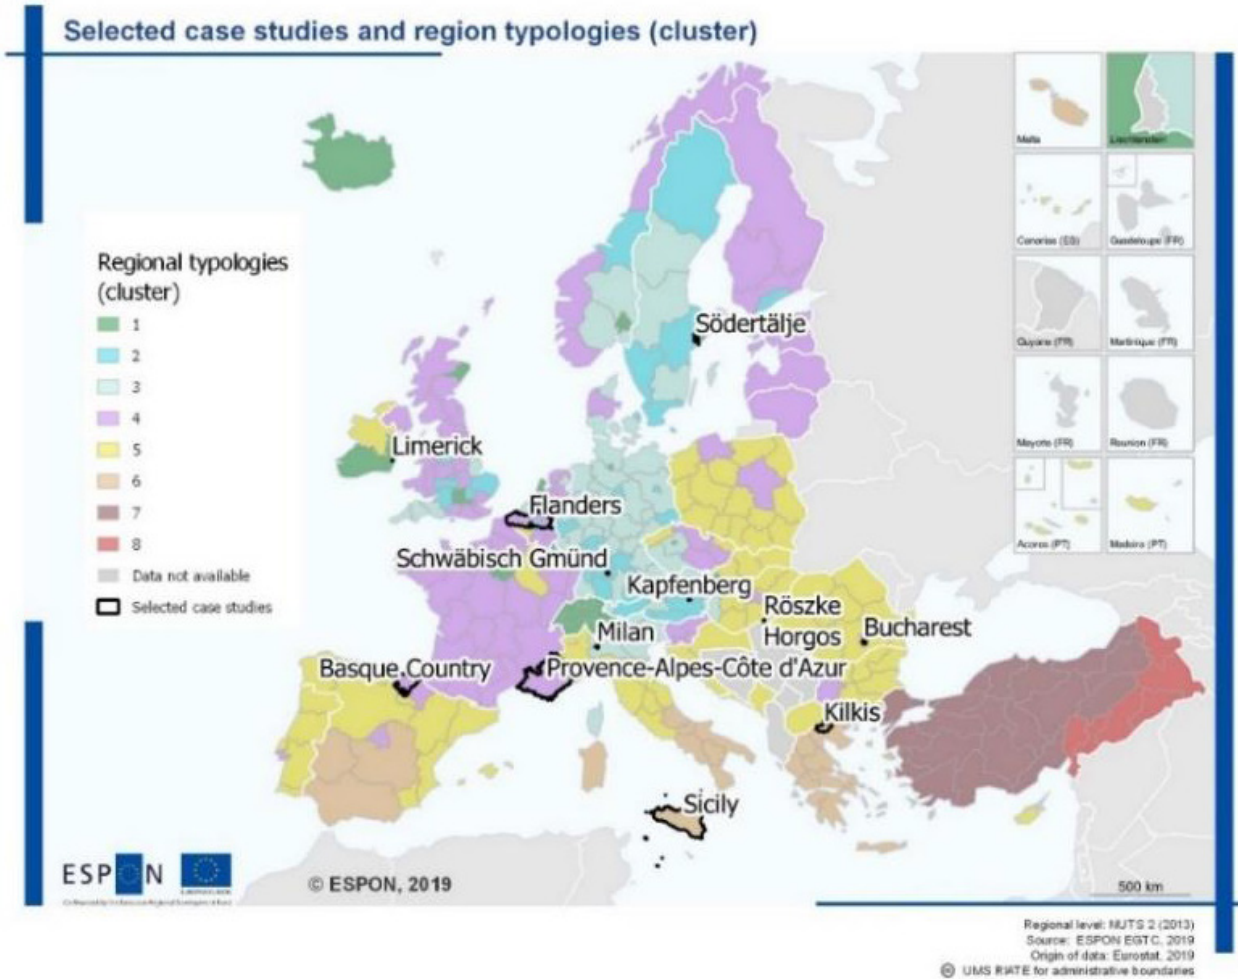 Selected case studies and region typologies (cluster)
Malta
Liechtenstein
Canarias (ES)
Guadeloupe (FR)
Guyane (FR)
Martinique (FR)
Mayotte (FR)
Reunion (FR)
Acores (PT)
Madeira (PT)
Regional typologies
(cluster)
1
2
3
4
5
6
7
8
Data not available
Selected case studies
Södertälje
Limerick
Flanders
Schwäbisch Gmünd
Kapfenberg
Röszke
Horgos
Bucharest
Milan
Basque Country
Provence-Alpes-Côte d'Azur
Kilkis
Sicily
ESPON
© ESPON, 2019
500 km
Regional level: NUTS 2 (2013)
Source: ESPON EGTC, 2019
Origin of data: Eurostat, 2019
© UMS RIATE for administrative boundaries